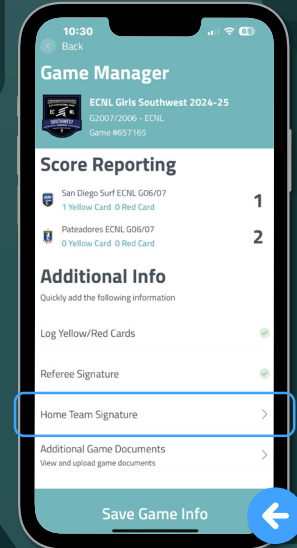 10:30
Back
Game Manager
ECNL Girls Southwest 2024-25
G2007/2006 - ECNL
Game #657165
Score Reporting
San Diego Surf ECNL G06/07
1 Yellow Card 0 Red Card
1
Pateadores ECNL G06/07
0 Yellow Card 0 Red Card
2
Additional Info
Quickly add the following information
Log Yellow/Red Cards
Referee Signature
Home Team Signature
Additional Game Documents
View and upload game documents
Save Game Info